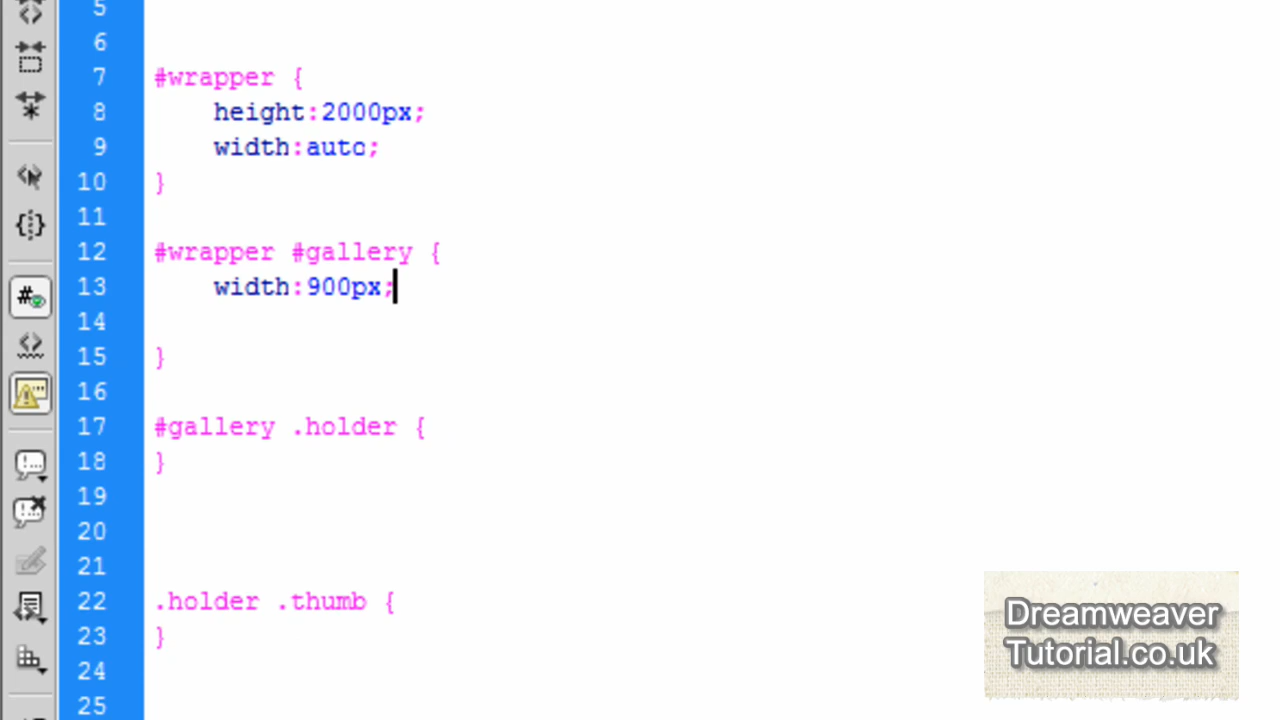 5
6
7 #wrapper {
8 height:2000px;
9 width:auto;
10 }
11
12 #wrapper #gallery {
13 width:900px;
14
15 }
16
17 #gallery .holder {
18 }
19
20
21
22 .holder .thumb {
23 }
24
25
Dreamweaver
Tutorial.co.uk